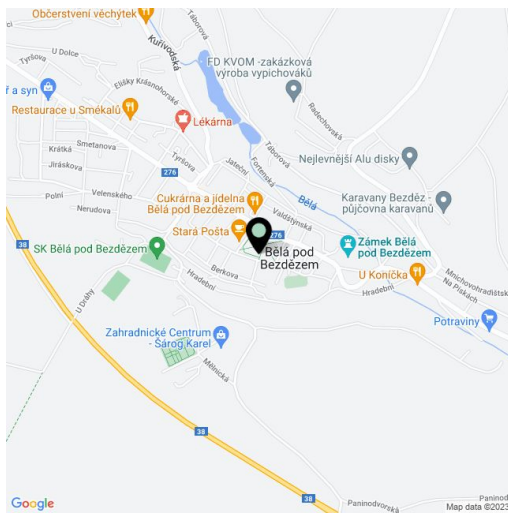 Občerstvení věchýtek
Táborová
Kuřívodská
U Dolce
Tyršova
FD KVOM -zakázková
výroba vypichováků
Elišky Krásnohorské
ř a syn
Restaurace u Smékalů
Radechovská
Lékárna
Smetanova
Krátká
Jiráskova
Tyršova
276
Jateční
Fortenská
Táborová
Nejlevnější Alu disky
Polní
Velenského
Nerudova
Cukrárna a jídelna
Bělá pod Bezdězem
Bělá
Valdštýnská
Karavany Bezděz -
půjčovna karavanů
Stará Pošta
276
38
SK Bělá pod Bezdězem
Bělá pod
Bezdězem
Zámek Bělá
pod Bezdězem
U Koníčka
Mnichovohradišťská
Na Pískách
Berkova
Hradební
Hradební
U Dráhy
Potraviny
Zahradnické Centrum
- Šárog Karel
Mělnická
38
38
Google
Paninodvorská
Paninod
Map data ©2023